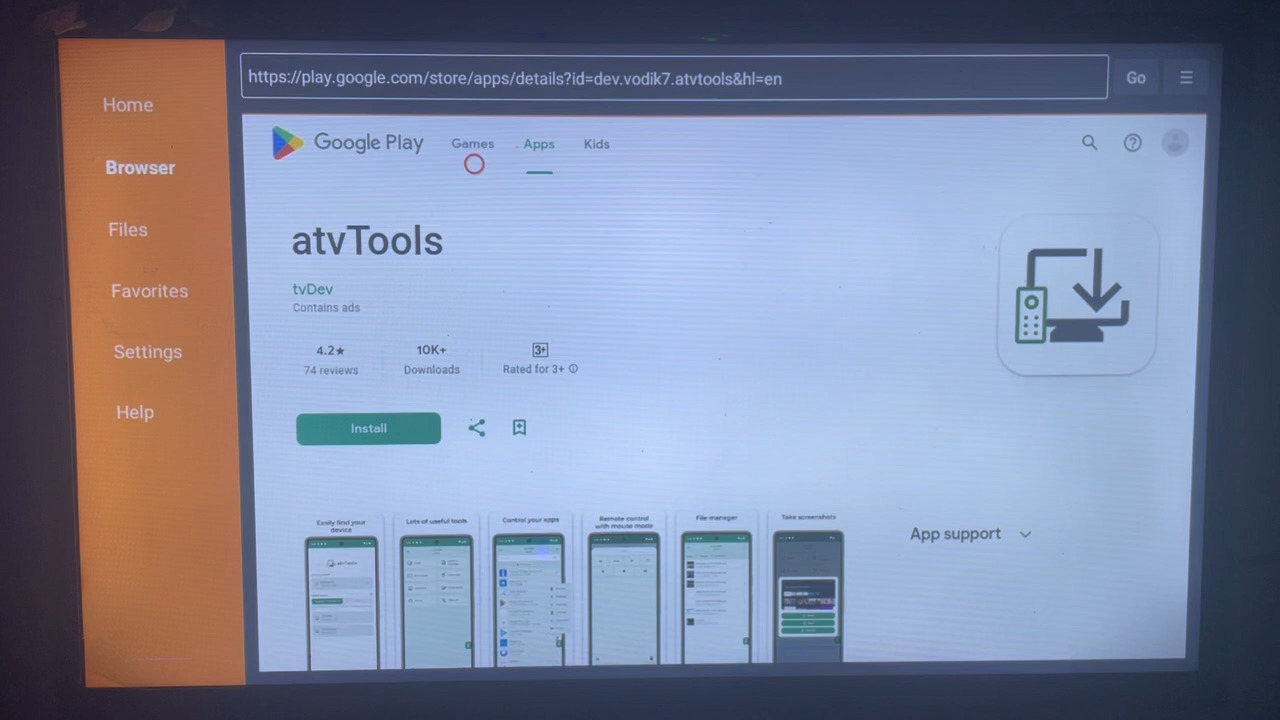 https://play.google.com/store/apps/details?id=dev.vodik7.atvtools&hl=en
Go
Home
Browser
Files
Favorites
Settings
Help
Google Play
Games
Apps
Kids
atvTools
tvDev
Contains ads
4.2★
74 reviews
10K+
Downloads
3+
Rated for 3+
Install
Easily find your
device
Lots of useful tools
Control your apps
Remote control
with mouse mode
File manager
Take screenshots
atvTools
App support